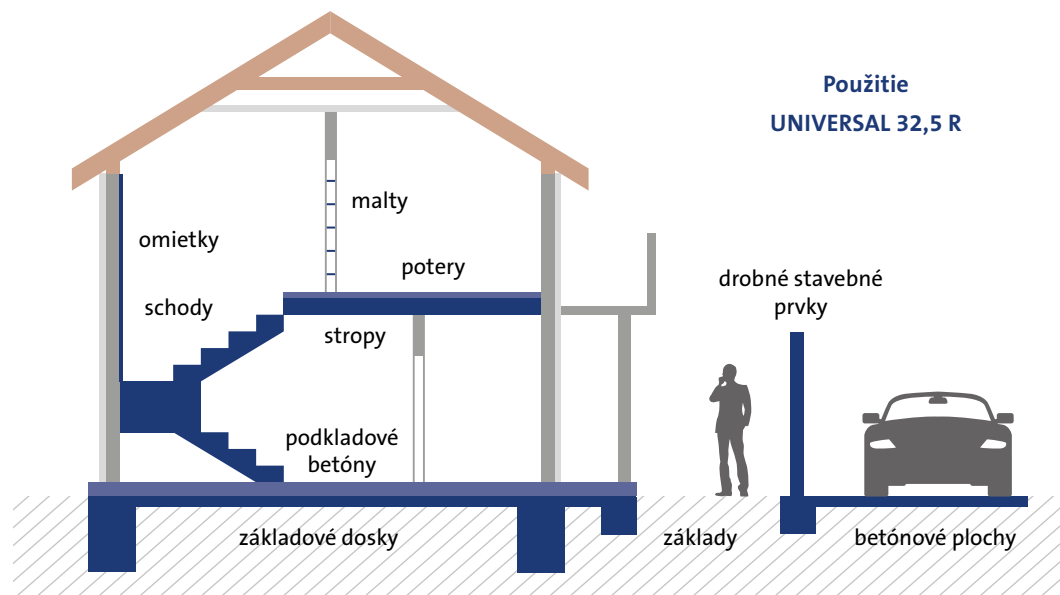 Použitie
UNIVERSAL 32,5 R
malty
omietky
potery
drobné stavebné
prvky
schody
stropy
podkladové
betóny
základové dosky
základy
betónové plochy